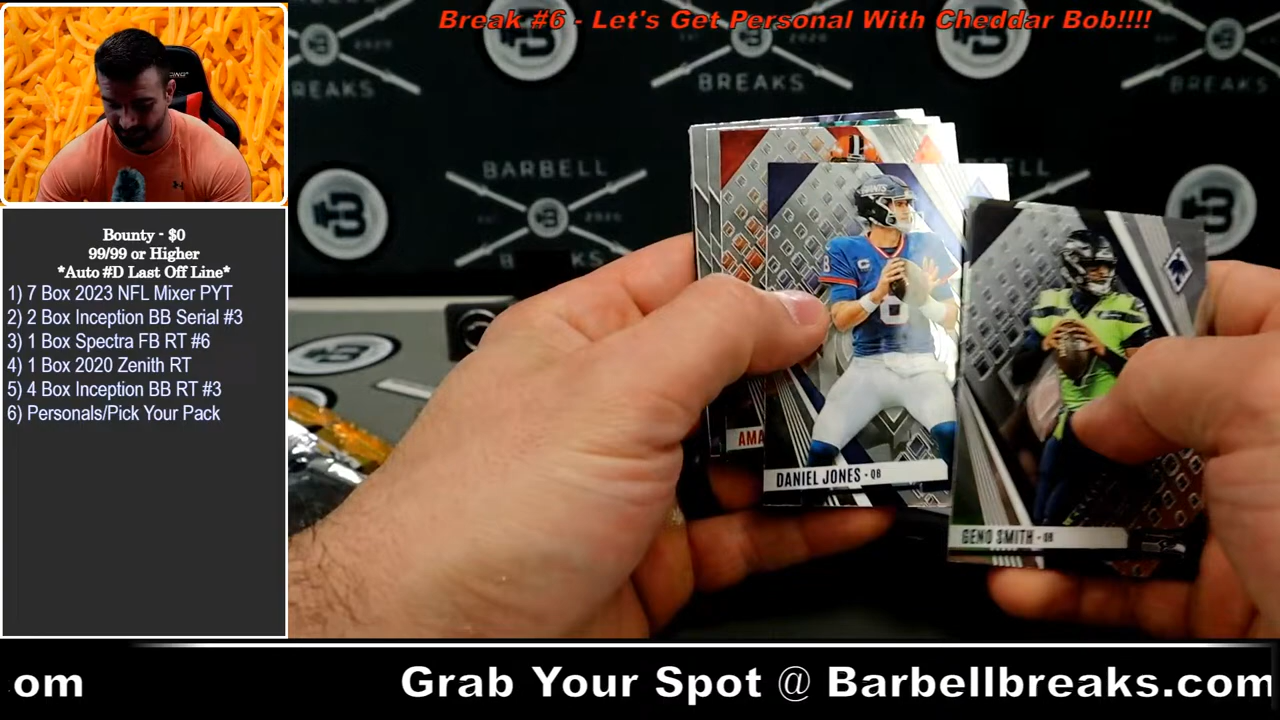 Break #6 - Let's Get Personal With Cheddar Bob!!!!
BREAKS
BREAKS
BREAKS
BARBELL
Bounty - $0
99/99 or Higher
*Auto #D Last Off Line*
1) 7 Box 2023 NFL Mixer PYT
2) 2 Box Inception BB Serial #3
3) 1 Box Spectra FB RT #6
4) 1 Box 2020 Zenith RT
5) 4 Box Inception BB RT #3
6) Personals/Pick Your Pack
AMA
DANIEL JONES - QB
GENO SMITH - QB
om
Grab Your Spot @ Barbellbreaks.com